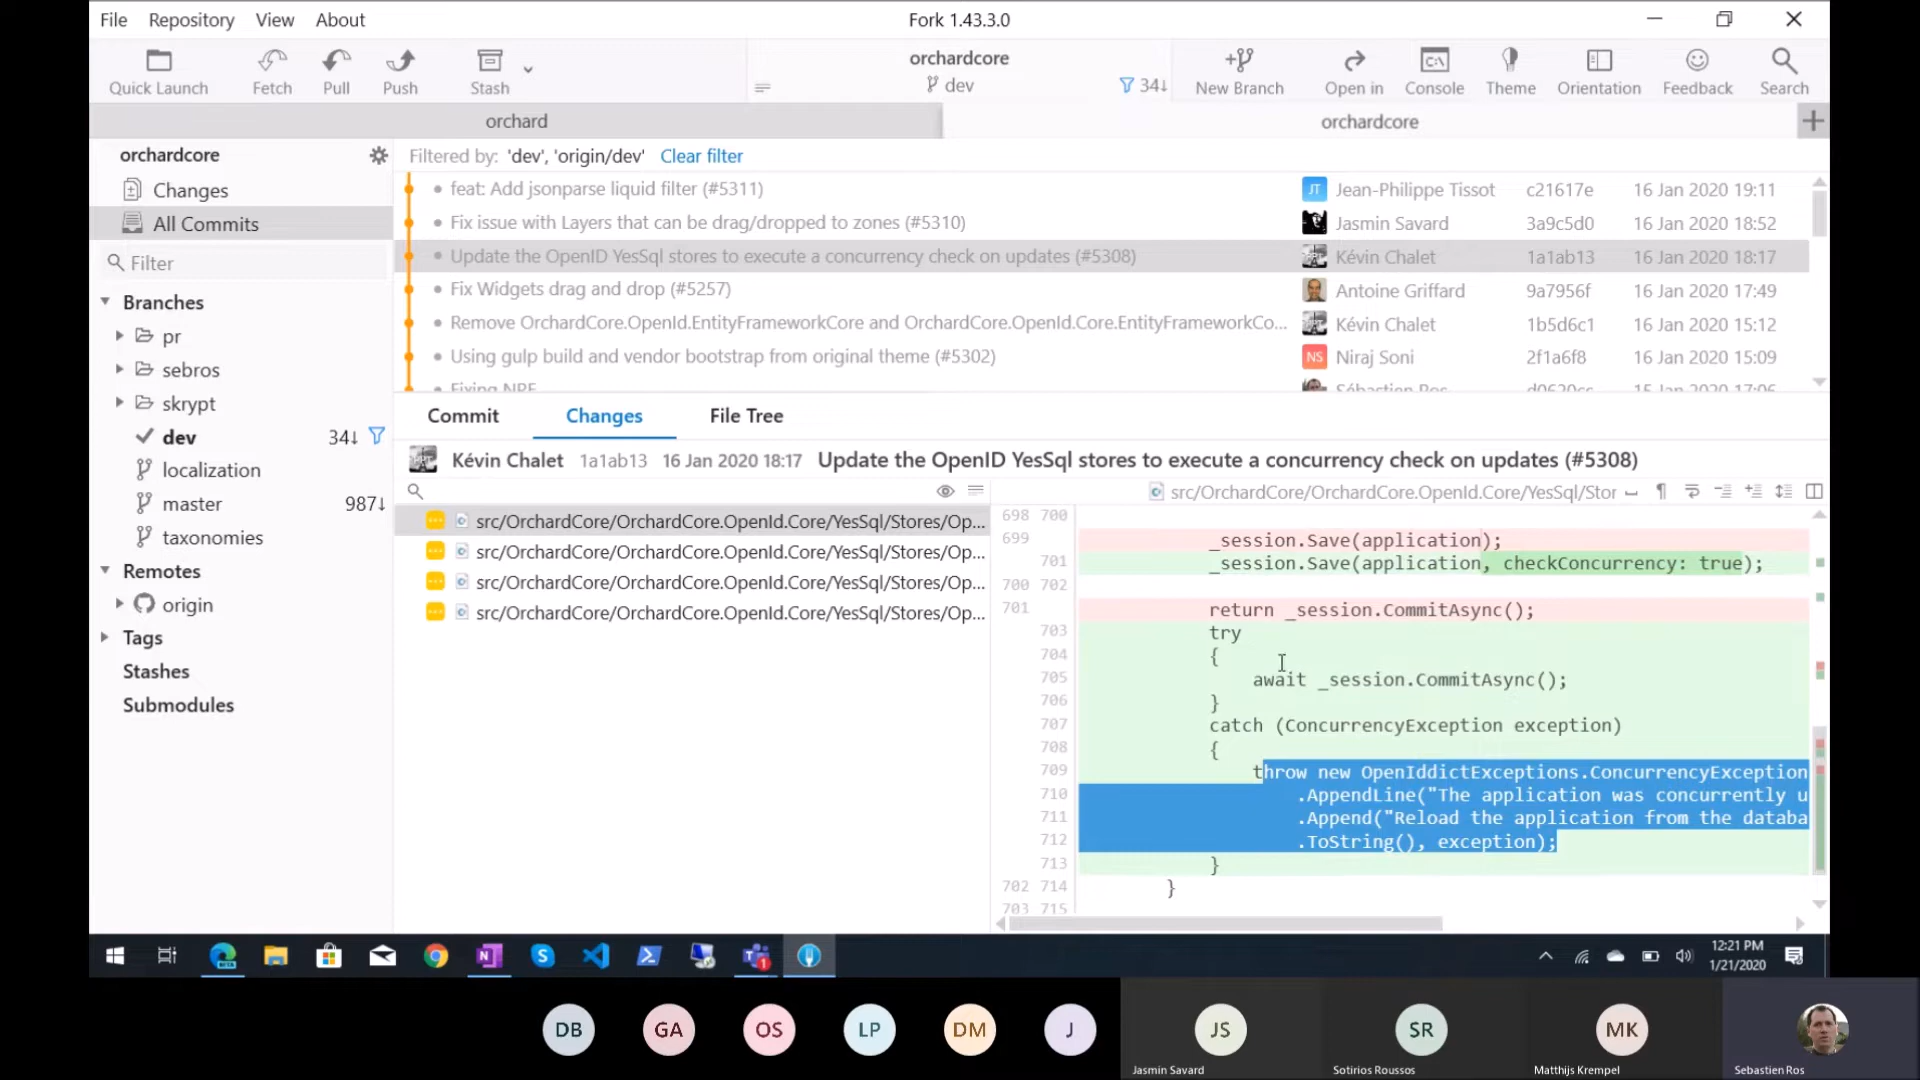 File Repository View About
Fork 1.43.3.0
Quick Launch
Fetch
Pull
Push
Stash
orchardcore
dev
34↓
New Branch
Open in
Console
Theme
Orientation
Feedback
Search
orchard
orchardcore
orchardcore
Changes
All Commits
Filter
Branches
pr
sebros
skrypt
dev 34↓
localization
master 987↓
taxonomies
Remotes
origin
Tags
Stashes
Submodules
Filtered by: 'dev', 'origin/dev' Clear filter
feat: Add jsonparse liquid filter (#5311) JT Jean-Philippe Tissot c21617e 16 Jan 2020 19:11
Fix issue with Layers that can be drag/dropped to zones (#5310) Jasmin Savard 3a9c5d0 16 Jan 2020 18:52
Update the OpenID YesSql stores to execute a concurrency check on updates (#5308) Kévin Chalet 1a1ab13 16 Jan 2020 18:17
Fix Widgets drag and drop (#5257) Antoine Griffard 9a7956f 16 Jan 2020 17:49
Remove OrchardCore.OpenId.EntityFrameworkCore and OrchardCore.OpenId.Core.EntityFrameworkCo... Kévin Chalet 1b5d6c1 16 Jan 2020 15:12
Using gulp build and vendor bootstrap from original theme (#5302) NS Niraj Soni 2f1a6f8 16 Jan 2020 15:09
Fixing NRE Sébastien Ros d0620cs 15 Jan 2020 17:06
Commit Changes File Tree
Kévin Chalet 1a1ab13 16 Jan 2020 18:17 Update the OpenID YesSql stores to execute a concurrency check on updates (#5308)
src/OrchardCore/OrchardCore.OpenId.Core/YesSql/Stor
src/OrchardCore/OrchardCore.OpenId.Core/YesSql/Stores/Op...
src/OrchardCore/OrchardCore.OpenId.Core/YesSql/Stores/Op...
src/OrchardCore/OrchardCore.OpenId.Core/YesSql/Stores/Op...
src/OrchardCore/OrchardCore.OpenId.Core/YesSql/Stores/Op...
698 700
699 _session.Save(application);
701 _session.Save(application, checkConcurrency: true);
700 702
701 return _session.CommitAsync();
703 try
704 {
705 await _session.CommitAsync();
706 }
707 catch (ConcurrencyException exception)
708 {
709 throw new OpenIddictExceptions.ConcurrencyException
710 .AppendLine("The application was concurrently u
711 .Append("Reload the application from the databa
712 .ToString(), exception);
713 }
702 714 }
703 715
12:21 PM
1/21/2020
DB
GA
OS
LP
DM
J
JS
SR
MK
Jasmin Savard
Sotirios Roussos
Matthijs Krempel
Sebastien Ros